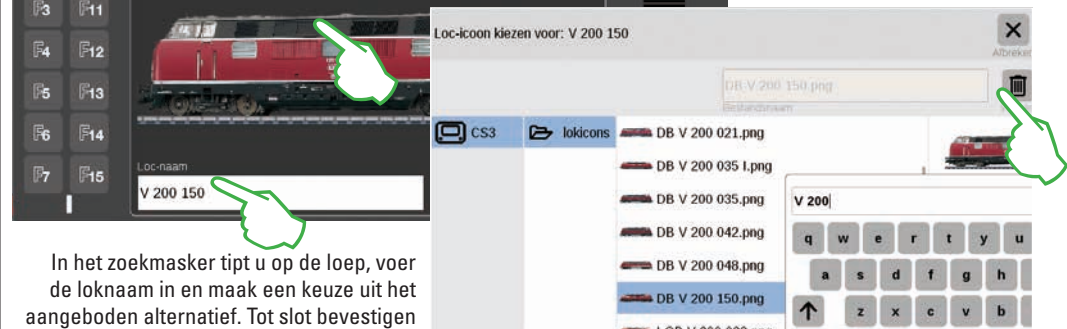 F3 F11
F4 F12
F5 F13
F6 F14
F7 F15
Loc-naam
V 200 150
In het zoekmasker tipt u op de loep, voer
de loknaam in en maak een keuze uit het
aangeboden alternatief. Tot slot bevestigen
Loc-icoon kiezen voor: V 200 150
Afbreken
DB V 200 150.png
Bestandsnaam
CS3
lokicons
DB V 200 021.png
DB V 200 035 I.png
DB V 200 035.png
DB V 200 042.png
DB V 200 048.png
DB V 200 150.png
V 200
q w e r t y u
a s d f g h
z x c v b